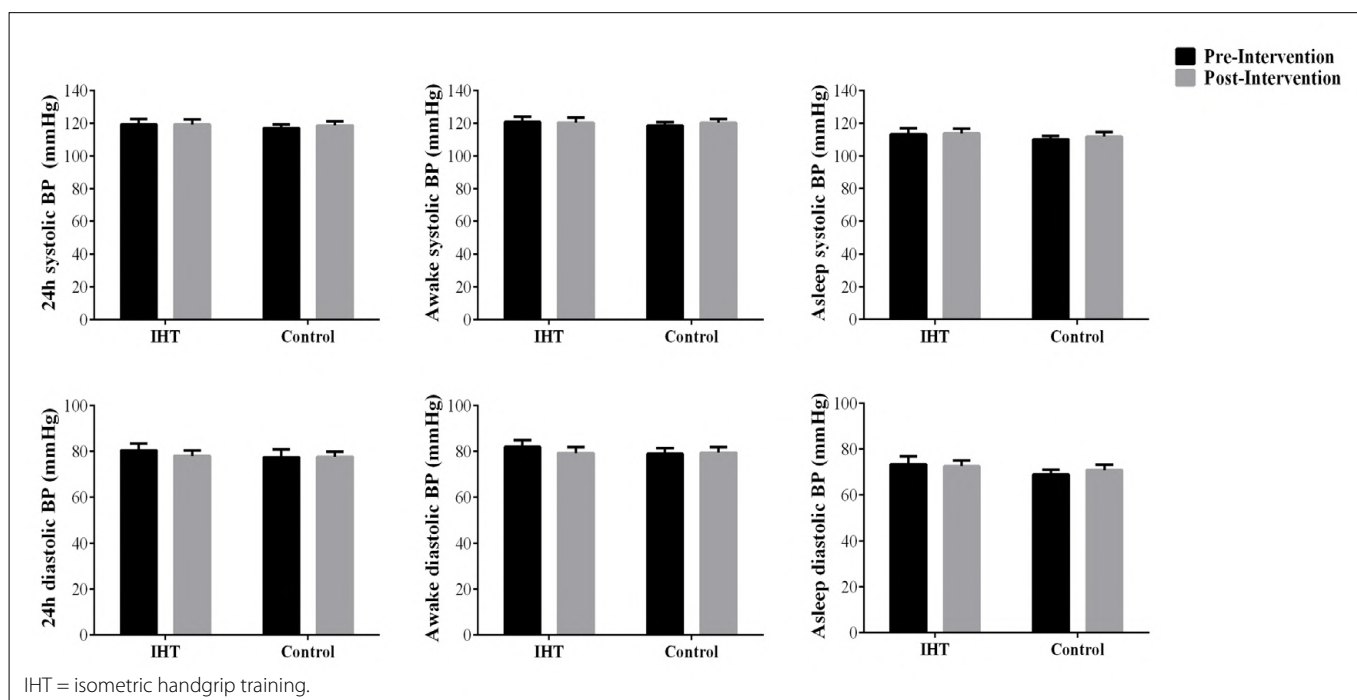 Pre-Intervention
Post-Intervention
24h systolic BP (mmHg)
140
120
100
80
60
40
20
0
IHT Control
Awake systolic BP (mmHg)
140
120
100
80
60
40
20
0
IHT Control
Asleep systolic BP (mmHg)
140
120
100
80
60
40
20
0
IHT Control
24h diastolic BP (mmHg)
100
80
60
40
20
0
IHT Control
Awake diastolic BP (mmHg)
100
80
60
40
20
0
IHT Control
Asleep diastolic BP (mmHg)
100
80
60
40
20
0
IHT Control
IHT = isometric handgrip training.